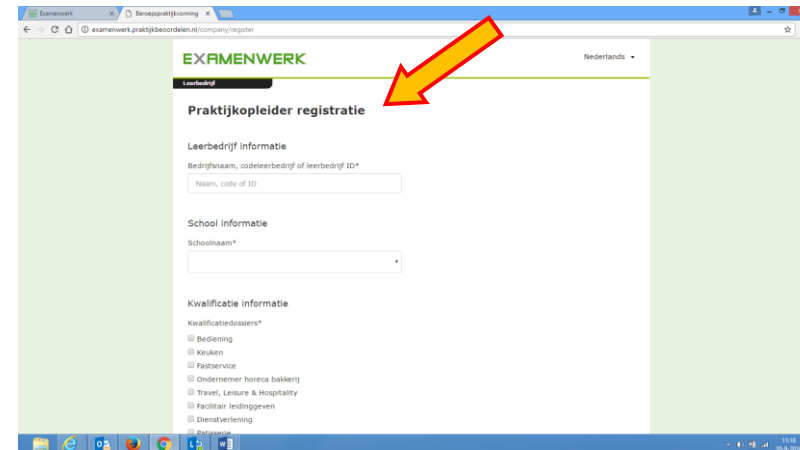 Examenwerk
Beroepspraktijkvorming
examenwerk.praktijkbeoordelen.nl/company/register
EXAMENWERK
Nederlands
Leerbedrijf
Praktijkopleider registratie
Leerbedrijf informatie
Bedrijfsnaam, codeleerbedrijf of leerbedrijf ID*
Naam, code of ID
School informatie
Schoolnaam*
Kwalificatie informatie
Kwalificatiedossiers*
Bediening
Keuken
Fastservice
Ondernemer horeca bakkerij
Travel, Leisure & Hospitality
Facilitair leidinggeven
Dienstverlening
Patisserie
11:18